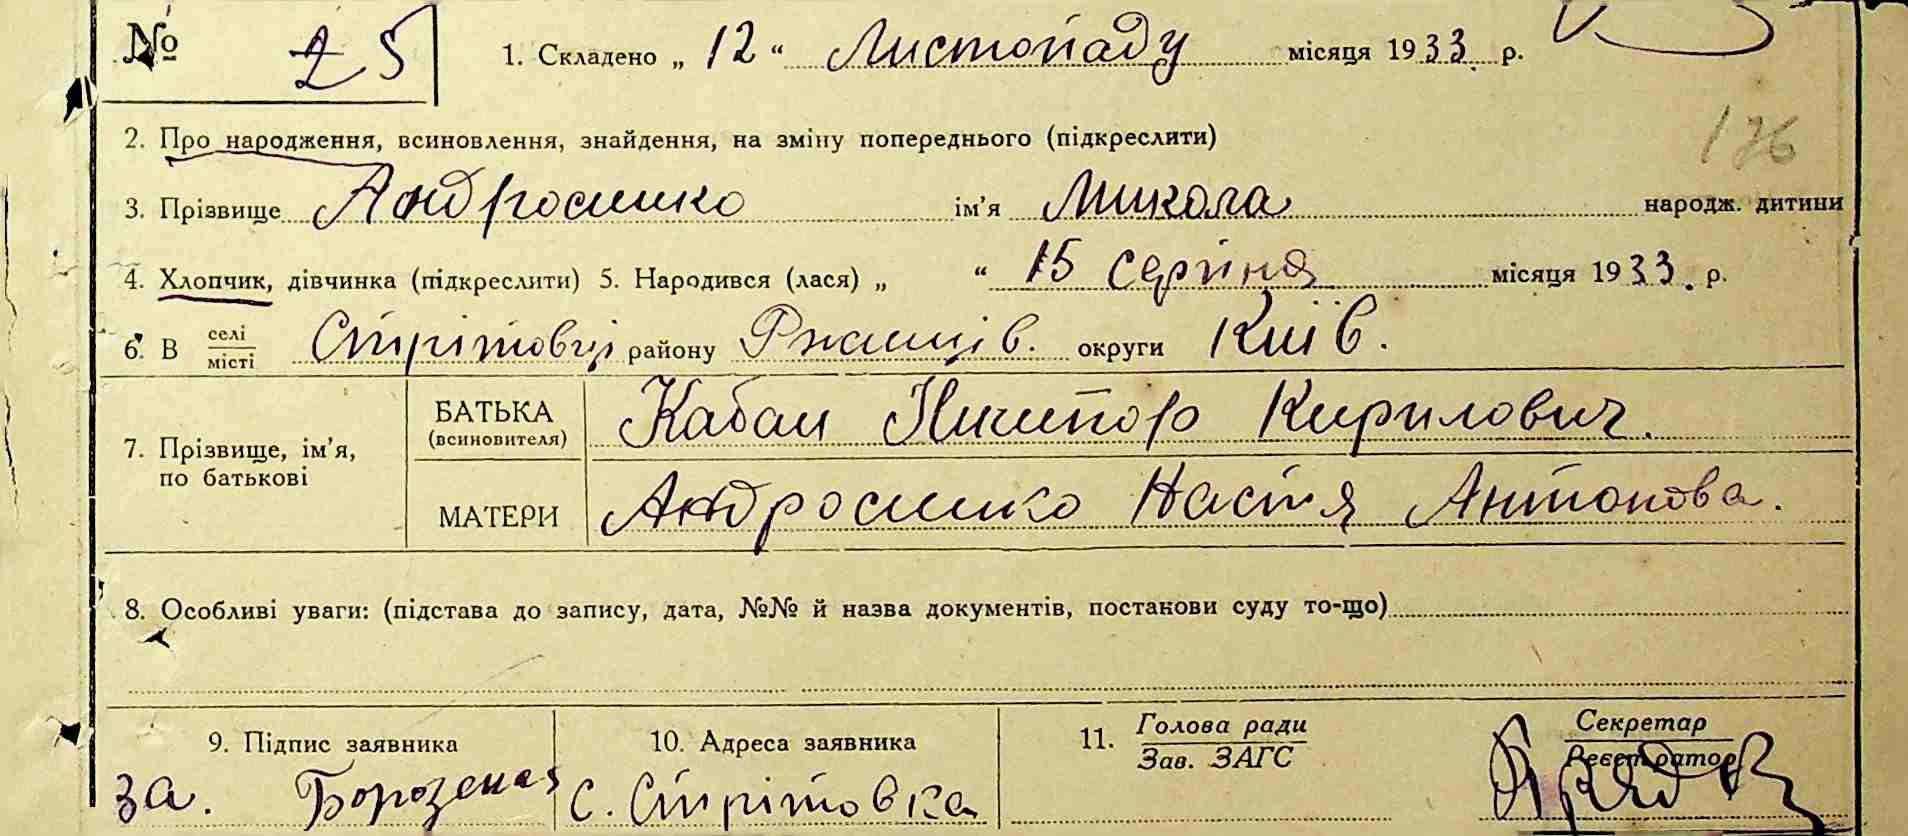 № 25 1. Складено „ 12 “ Листопаду місяця 1933 р.
2. Про народження, всиновлення, знайдення, на зміну попереднього (підкреслити)
176
3. Прізвище Андросенко ім’я Микола народж. дитини
4. Хлопчик, дівчинка (підкреслити) 5. Народився (лася) „ “ 15 серпня місяця 1933. р.
6. В селі/місті Стрітовці району Ржищів. округи Київ.
7. Прізвище, ім’я, по батькові
БАТЬКА (всиновителя) Кабан Ничипор Кирилович.
МАТЕРИ Андросенко Настя Антонова.
8. Особливі уваги: (підстава до запису, дата, №№ й назва документів, постанови суду то-що)
9. Підпис заявника 10. Адреса заявника 11. Голова ради / Зав. ЗАГС Секретар / Реєстратор
за. Борозенная с. Стрітовка